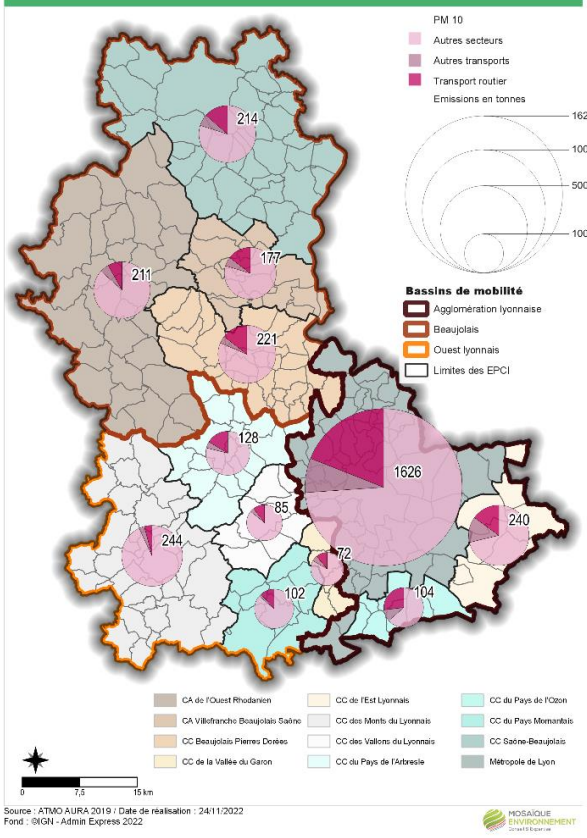 PM 10
Autres secteurs
Autres transports
Transport routier
Emissions en tonnes
162
100
500
100
Bassins de mobilité
Agglomération lyonnaise
Beaujolais
Ouest lyonnais
Limites des EPCI
214
177
211
221
128
1626
85
240
244
72
102
104
CA de l'Ouest Rhodanien
CA Villefranche Beaujolais Saône
CC Beaujolais Pierres Dorées
CC de la Vallée du Garon
CC de l'Est Lyonnais
CC des Monts du Lyonnais
CC des Vallons du Lyonnais
CC du Pays de l'Arbresle
CC du Pays de l'Ozon
CC du Pays Mornantais
CC Saône-Beaujolais
Métropole de Lyon
0 7,5 15 km
Source : ATMO AURA 2019 / Date de réalisation : 24/11/2022
Fond : ©IGN - Admin Express 2022
MOSAÏQUE
ENVIRONNEMENT